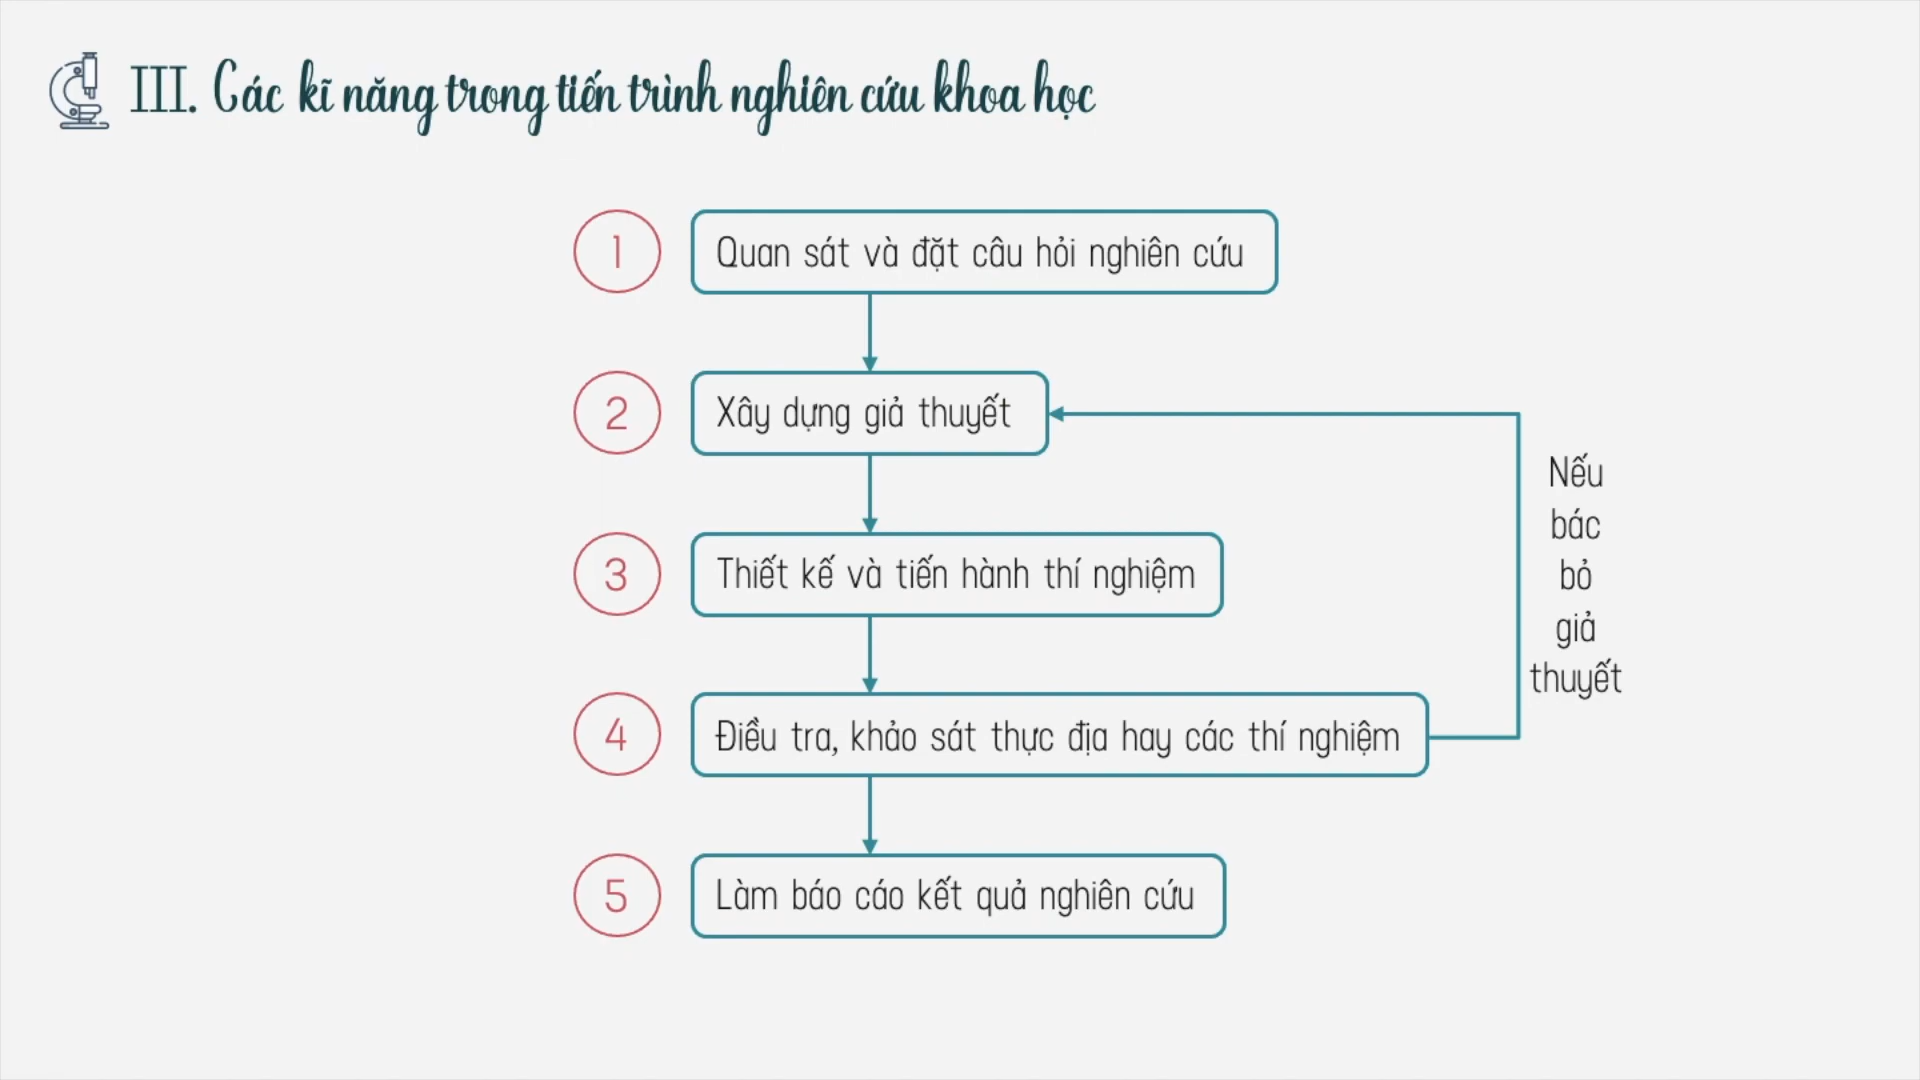 III. Các kĩ năng trong tiến trình nghiên cứu khoa học
1
Quan sát và đặt câu hỏi nghiên cứu
2
Xây dựng giả thuyết
3
Thiết kế và tiến hành thí nghiệm
4
Điều tra, khảo sát thực địa hay các thí nghiệm
5
Làm báo cáo kết quả nghiên cứu
Nếu
bác
bỏ
giả
thuyết